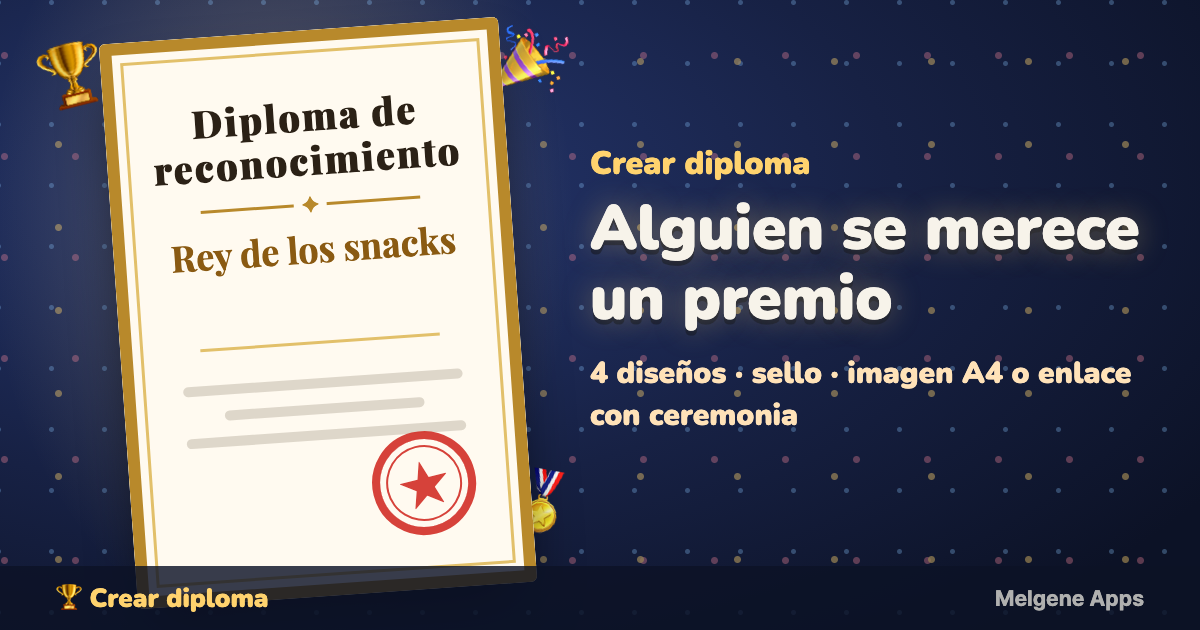 Diploma de
reconocimiento
Rey de los snacks
Crear diploma
Alguien se merece
un premio
4 diseños · sello · imagen A4 o enlace
con ceremonia
Crear diploma
Melgene Apps